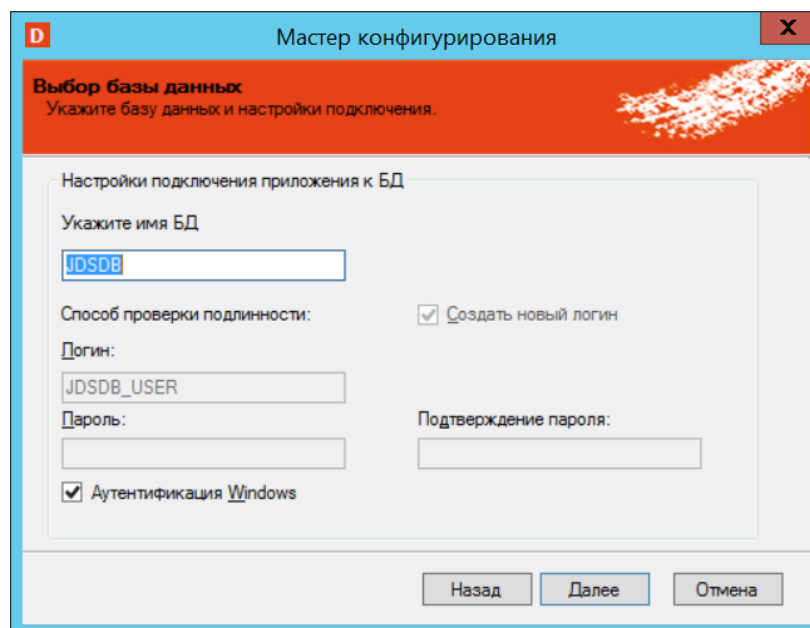 D
Мастер конфигурирования
X
Выбор базы данных
Укажите базу данных и настройки подключения.
Настройки подключения приложения к БД
Укажите имя БД
JDSDB
Способ проверки подлинности:
Создать новый логин
Логин:
JDSDB_USER
Пароль:
Подтверждение пароля:
Аутентификация Windows
Назад
Далее
Отмена